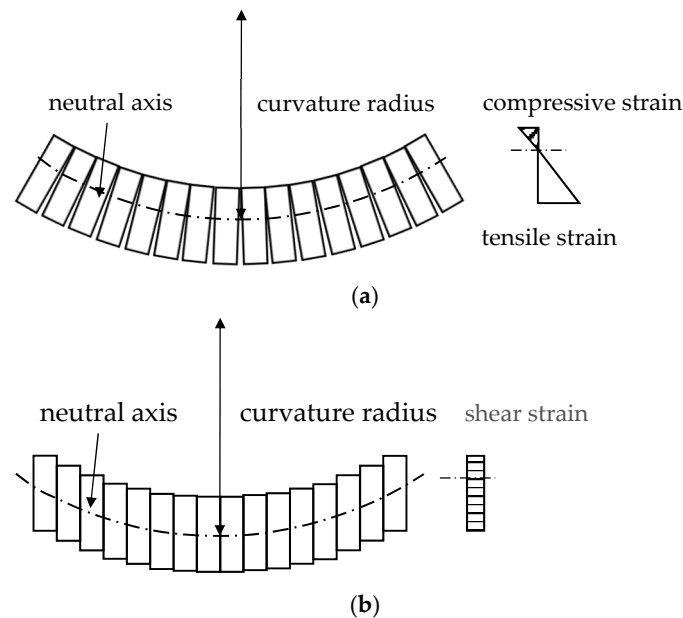 neutral axis
curvature radius
compressive strain
tensile strain
(a)
neutral axis
curvature radius
shear strain
(b)